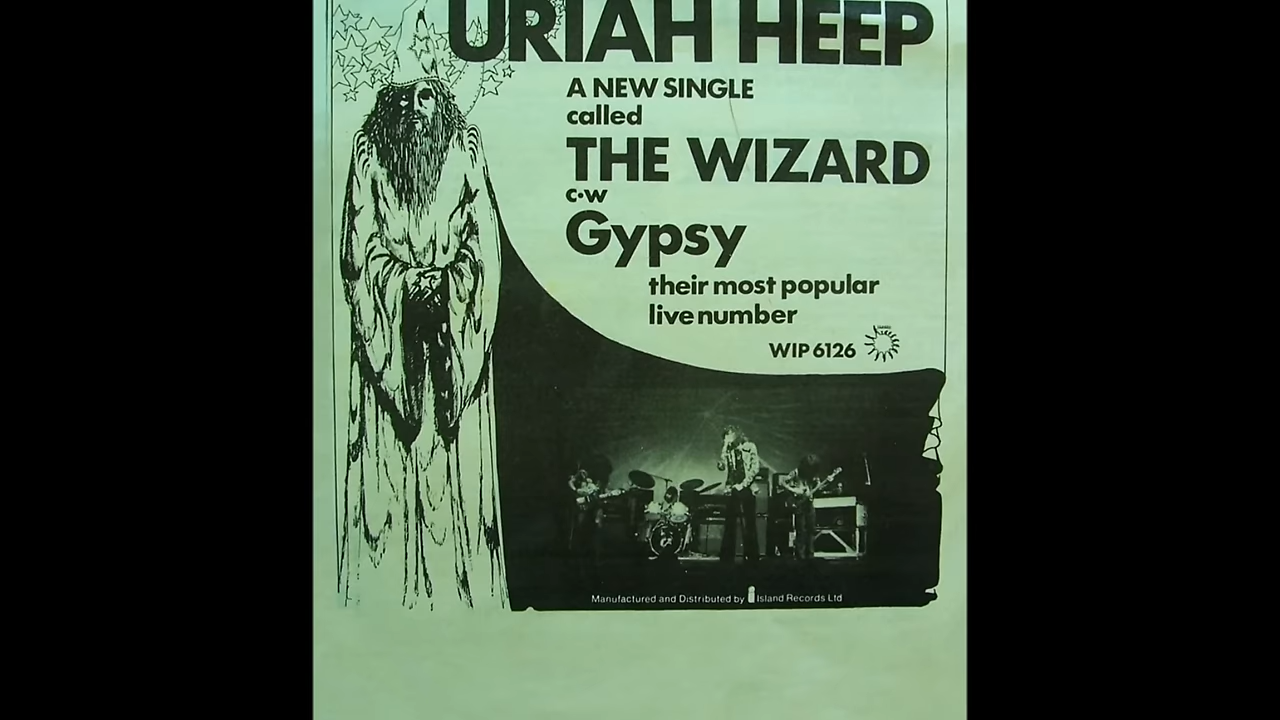 URIAH HEEP
A NEW SINGLE
called
THE WIZARD
c•w
Gypsy
their most popular
live number
WIP 6126
Manufactured and Distributed by Island Records Ltd